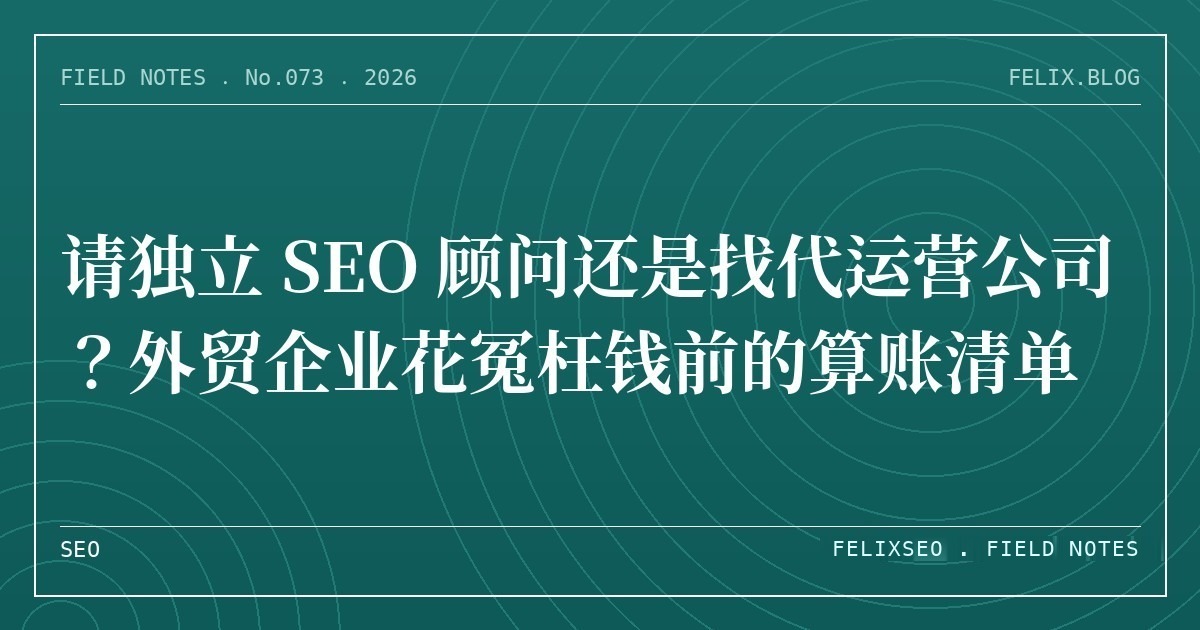 FIELD NOTES . No.073 . 2026
FELIX.BLOG
请独立 SEO 顾问还是找代运营公司
？外贸企业花冤枉钱前的算账清单
SEO
FELIXSEO . FIELD NOTES